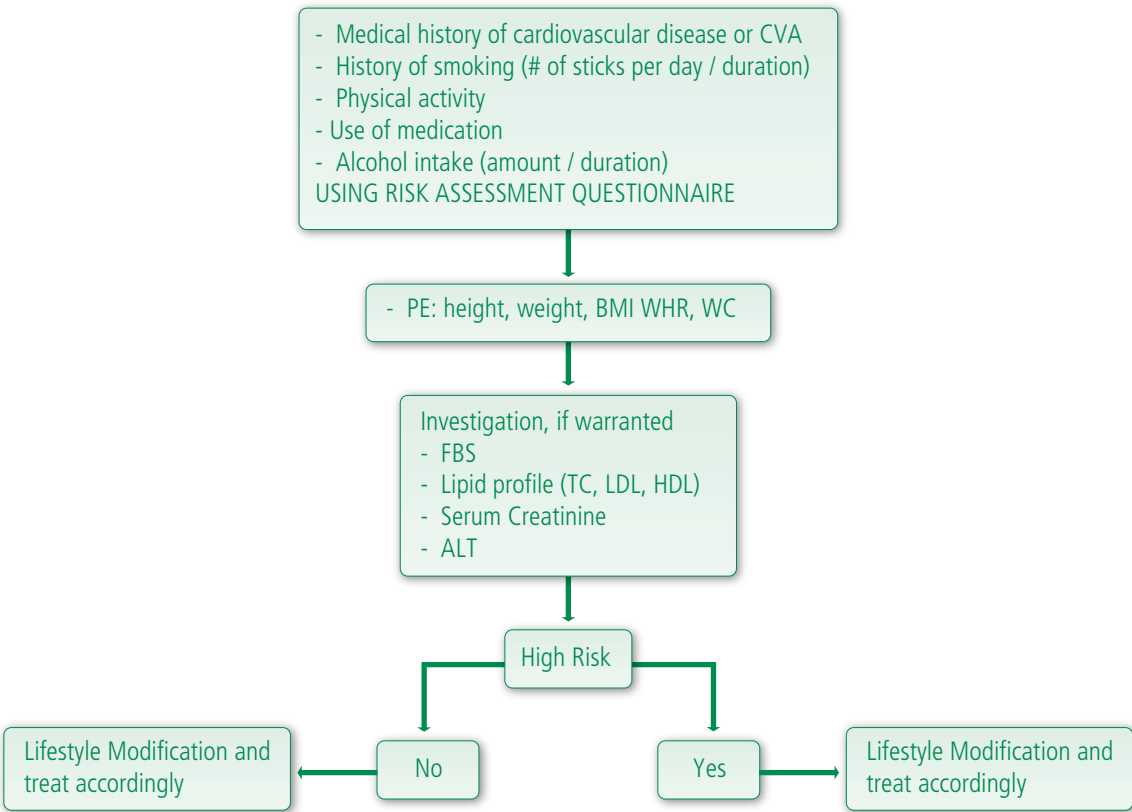 - Medical history of cardiovascular disease or CVA
- History of smoking (# of sticks per day / duration)
- Physical activity
- Use of medication
- Alcohol intake (amount / duration)
USING RISK ASSESSMENT QUESTIONNAIRE
- PE: height, weight, BMI WHR, WC
Investigation, if warranted
- FBS
- Lipid profile (TC, LDL, HDL)
- Serum Creatinine
- ALT
High Risk
Lifestyle Modification and
treat accordingly
No
Yes
Lifestyle Modification and
treat accordingly